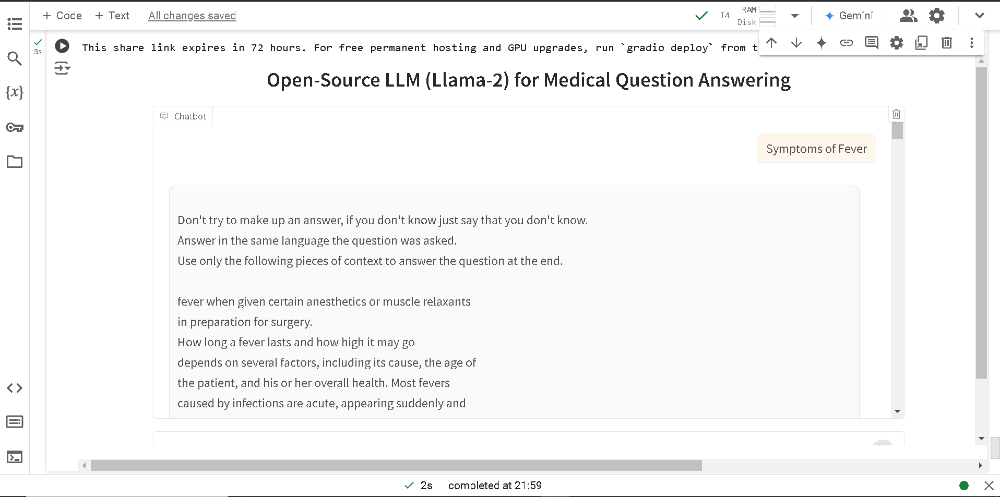 + Code + Text All changes saved
T4 RAM Disk
Gemini
3s
This share link expires in 72 hours. For free permanent hosting and GPU upgrades, run `gradio deploy` from t
{x}
Open-Source LLM (Llama-2) for Medical Question Answering
Chatbot
Symptoms of Fever
Don't try to make up an answer, if you don't know just say that you don't know.
Answer in the same language the question was asked.
Use only the following pieces of context to answer the question at the end.
fever when given certain anesthetics or muscle relaxants
in preparation for surgery.
How long a fever lasts and how high it may go
depends on several factors, including its cause, the age of
the patient, and his or her overall health. Most fevers
caused by infections are acute, appearing suddenly and
2s completed at 21:59